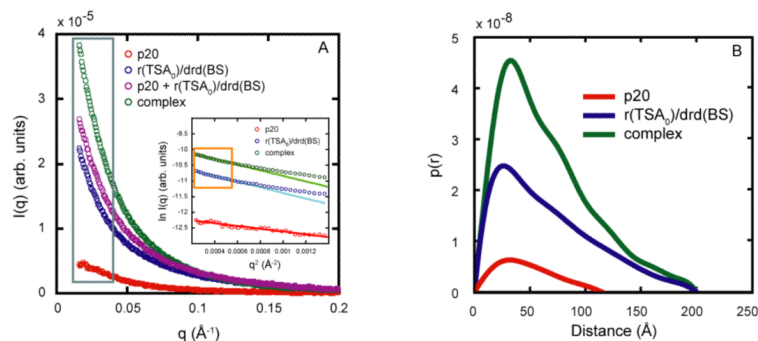 x 10⁻⁵
A
p20
r(TSA₀)/drd(BS)
p20 + r(TSA₀)/drd(BS)
complex
I(q) (arb. units)
4
3
2
1
0
0
0.05
0.1
0.15
0.2
q (Å⁻¹)
p20
r(TSA₀)/drd(BS)
complex
ln I(q) (arb. units)
-9.5
-10.0
-10.5
-11.0
-11.5
-12.0
-12.5
0.0004
0.0006
0.0008
0.001
0.0012
q² (Å⁻²)
x 10⁻⁸
B
p20
r(TSA₀)/drd(BS)
complex
p(r)
5
4
3
2
1
0
0
50
100
150
200
250
Distance (Å)